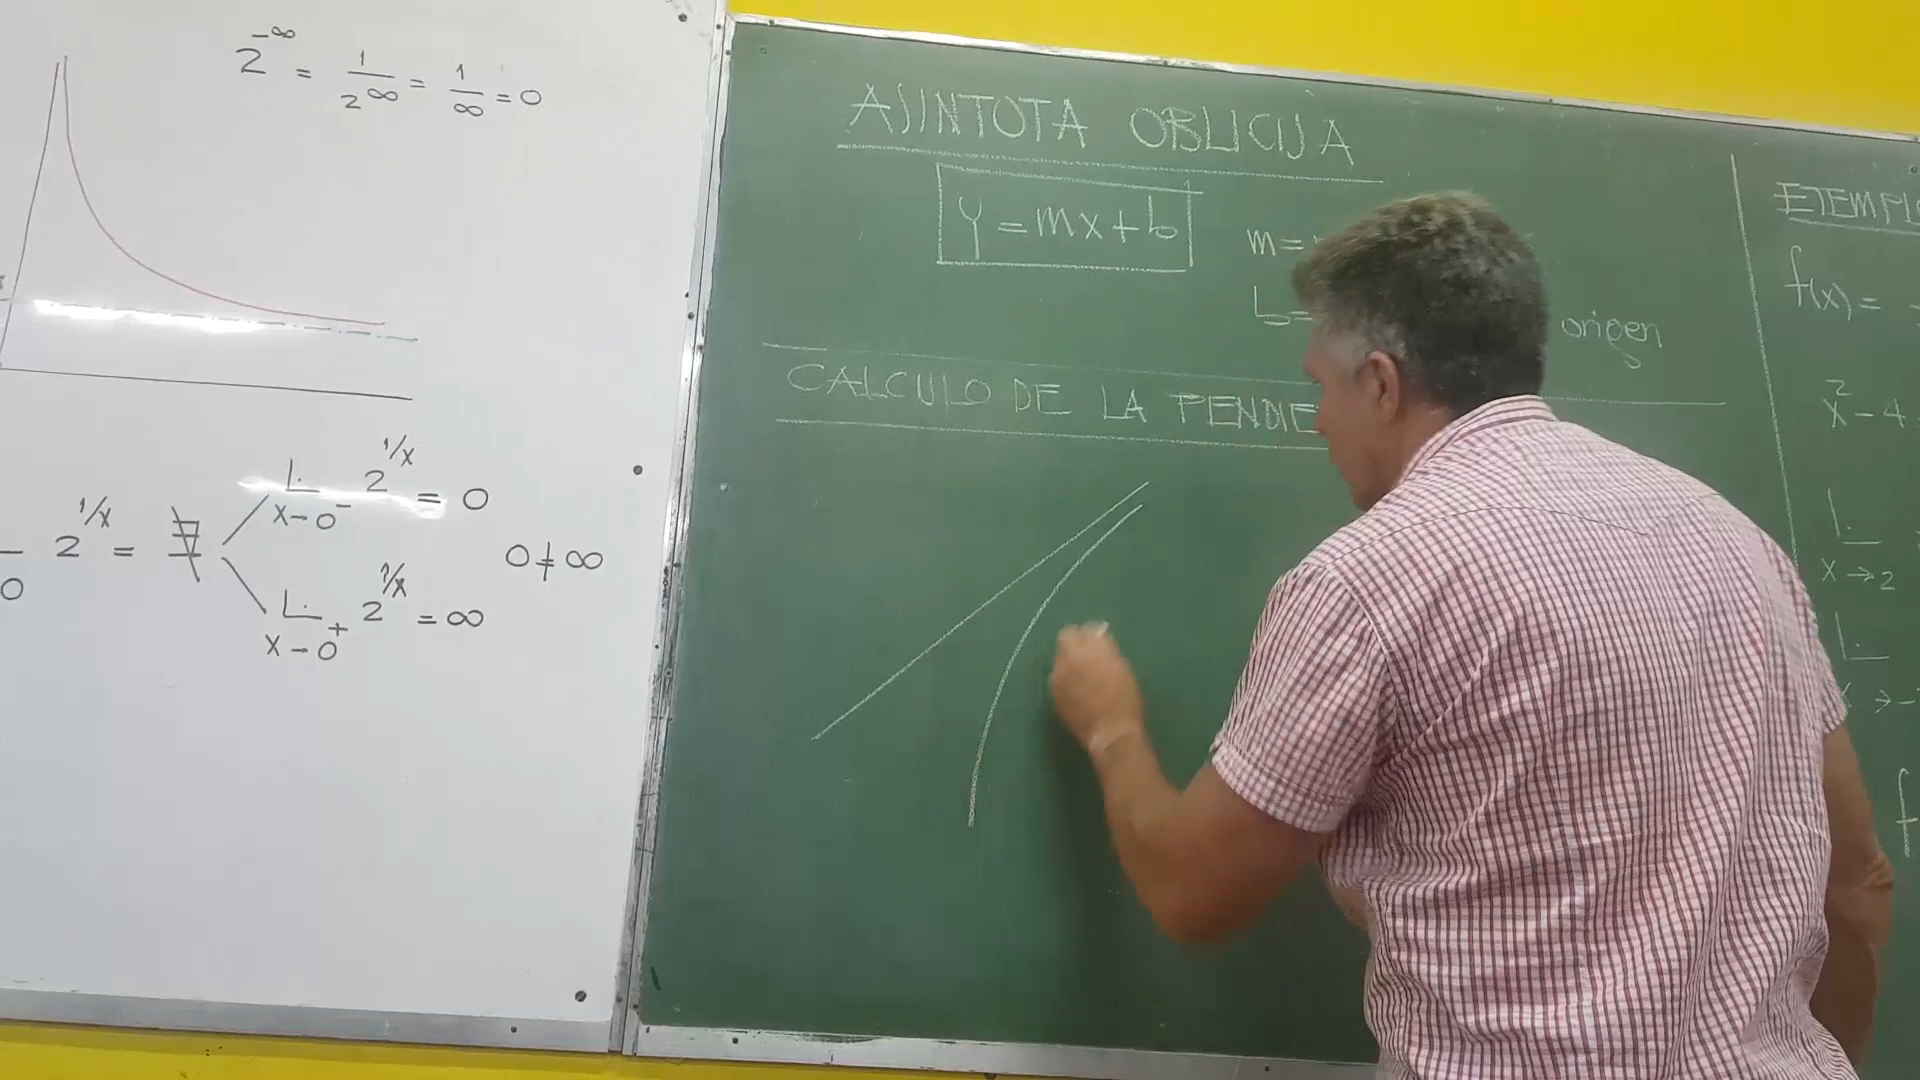 2^-∞ = 1/2^∞ = 1/∞ = 0
L. x→0^- 2^1/x = 0
0 2^1/x = ∄ 0 ≠ ∞
L. x→0^+ 2^1/x = ∞
ASINTOTA OBLICUA
Y = mx + b
m =
b = origen
CALCULO DE LA PENDIE
EJEMPLO
f(x) =
x² - 4
L.
x → 2
L.
→ -
f